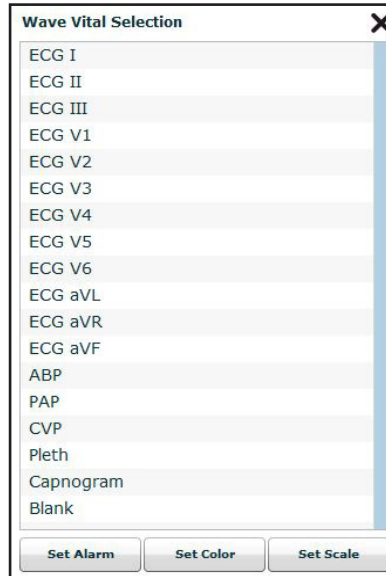 Wave Vital Selection
ECG I
ECG II
ECG III
ECG V1
ECG V2
ECG V3
ECG V4
ECG V5
ECG V6
ECG aVL
ECG aVR
ECG aVF
ABP
PAP
CVP
Pleth
Capnogram
Blank
Set Alarm Set Color Set Scale